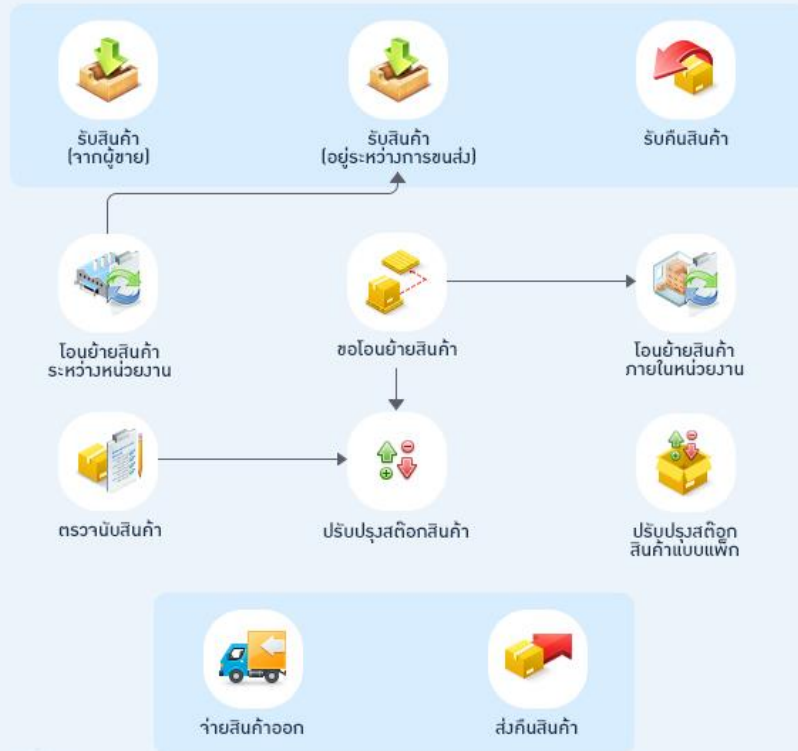 รับสินค้า
(จากผู้ขาย)
รับสินค้า
(อยู่ระหว่างการขนส่ง)
รับคืนสินค้า
โอนย้ายสินค้า
ระหว่างหน่วยงาน
ขอโอนย้ายสินค้า
โอนย้ายสินค้า
ภายในหน่วยงาน
ตรวจนับสินค้า
ปรับปรุงสต๊อกสินค้า
ปรับปรุงสต๊อก
สินค้าแบบแพ็ก
จ่ายสินค้าออก
ส่งคืนสินค้า